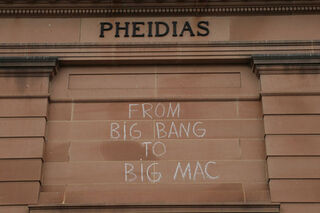 PHEIDIAS
FROM
BIG BANG
TO
BIG MAC